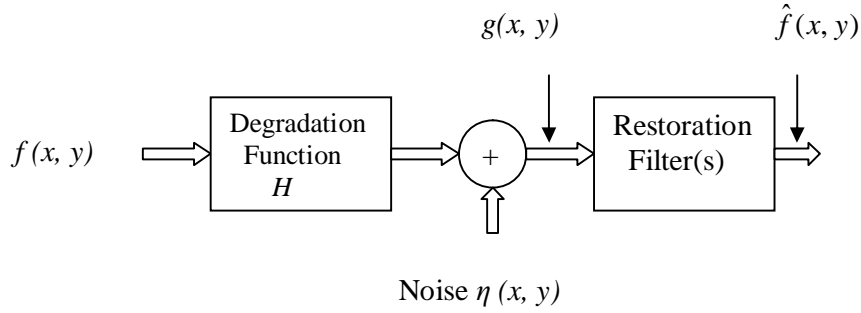 g(x, y)
f̂(x, y)
f(x, y)
Degradation
Function
H
+
Restoration
Filter(s)
Noise η (x, y)